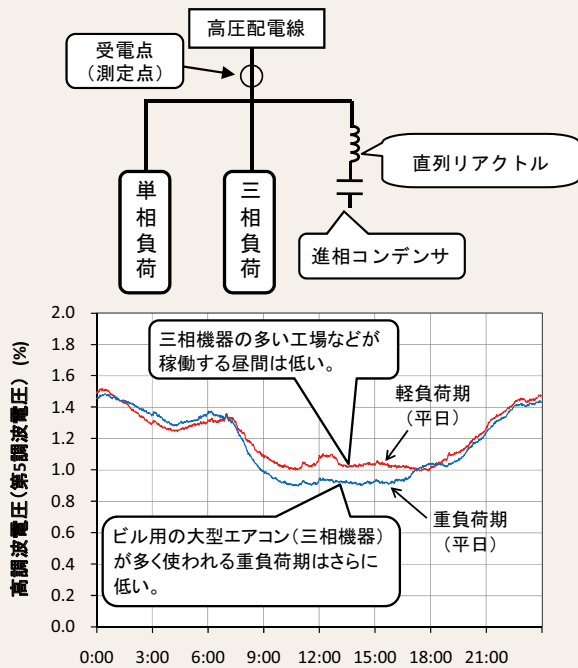 高圧配電線
受電点
（測定点）
単相負荷
三相負荷
直列リアクトル
進相コンデンサ
高調波電圧（第5調波電圧） (%)
2.0
1.8
1.6
1.4
1.2
1.0
0.8
0.6
0.4
0.2
0.0
三相機器の多い工場などが
稼働する昼間は低い。
軽負荷期
（平日）
重負荷期
（平日）
ビル用の大型エアコン（三相機器）
が多く使われる重負荷期はさらに
低い。
0:00 3:00 6:00 9:00 12:00 15:00 18:00 21:00